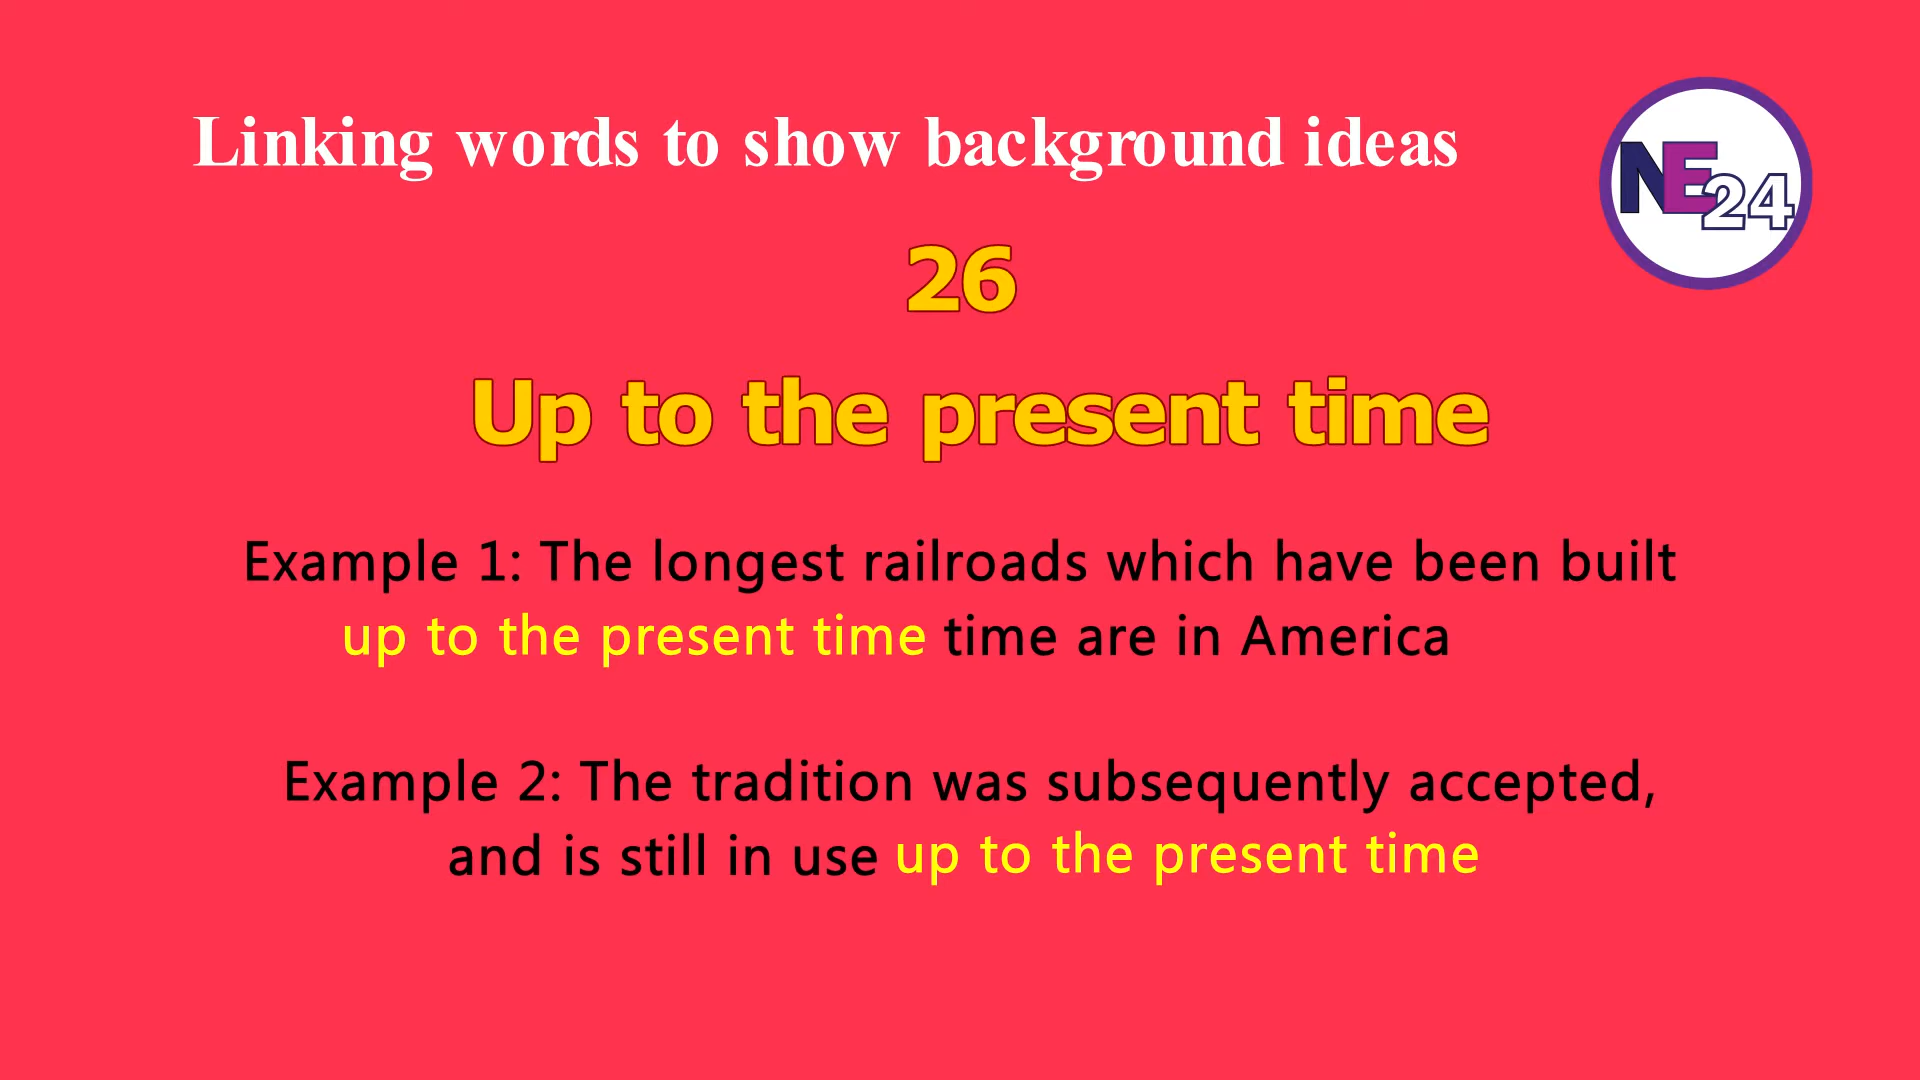 Linking words to show background ideas
NE24
26
Up to the present time
Example 1: The longest railroads which have been built
up to the present time time are in America
Example 2: The tradition was subsequently accepted,
and is still in use up to the present time